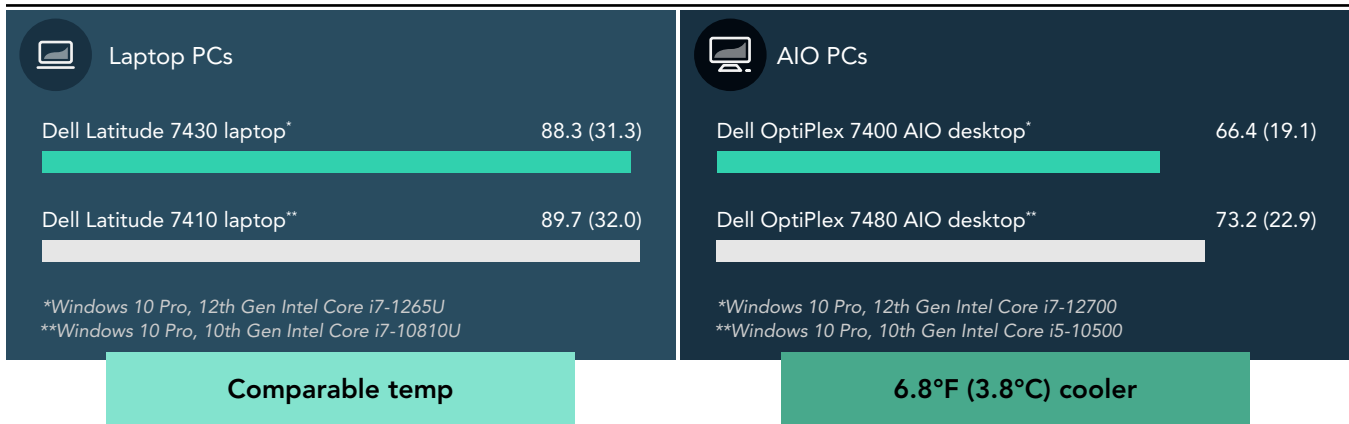 Laptop PCs
Dell Latitude 7430 laptop* 88.3 (31.3)
Dell Latitude 7410 laptop** 89.7 (32.0)
*Windows 10 Pro, 12th Gen Intel Core i7-1265U
**Windows 10 Pro, 10th Gen Intel Core i7-10810U
Comparable temp
AIO PCs
Dell OptiPlex 7400 AIO desktop* 66.4 (19.1)
Dell OptiPlex 7480 AIO desktop** 73.2 (22.9)
*Windows 10 Pro, 12th Gen Intel Core i7-12700
**Windows 10 Pro, 10th Gen Intel Core i5-10500
6.8°F (3.8°C) cooler